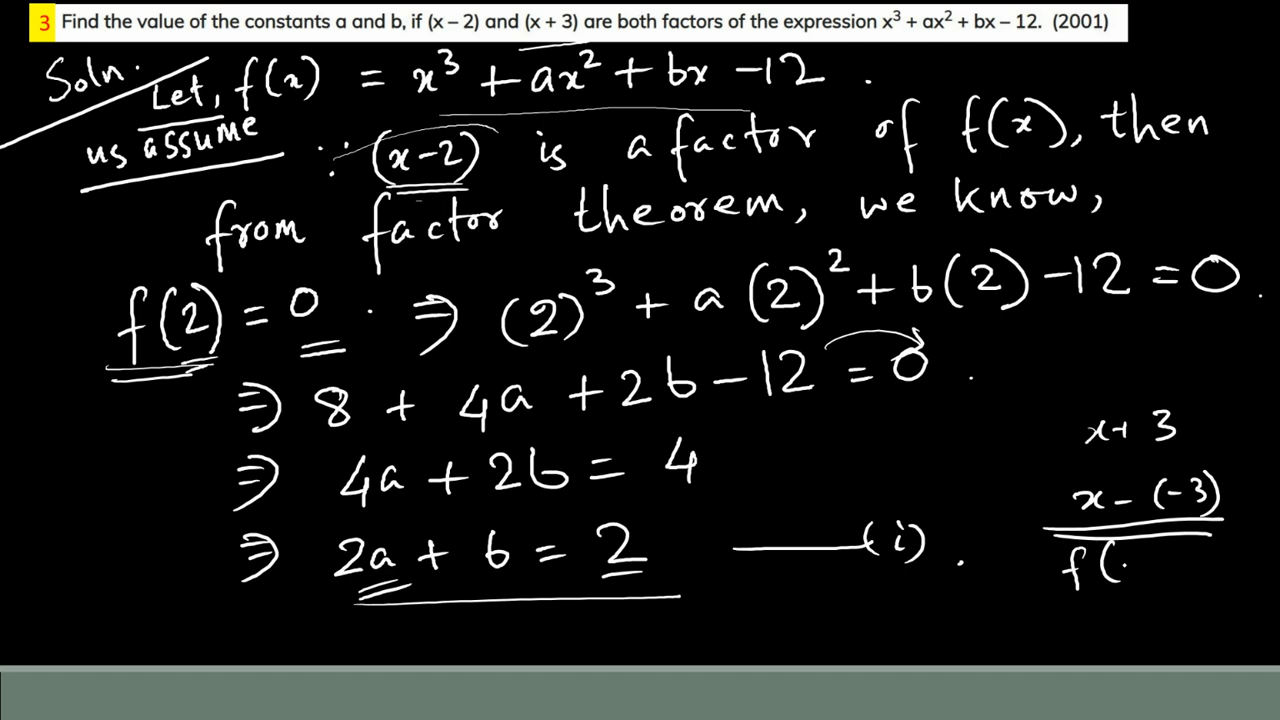 3 Find the value of the constants a and b, if (x – 2) and (x + 3) are both factors of the expression x³ + ax² + bx – 12. (2001)
Soln.
Let, f(x) = x³ + ax² + bx - 12.
us assume
∵ (x-2) is a factor of f(x), then
from factor theorem, we know,
f(2) = 0. ⇒ (2)³ + a(2)² + b(2) - 12 = 0.
⇒ 8 + 4a + 2b - 12 = 0.
⇒ 4a + 2b = 4
⇒ 2a + b = 2 ——(i).
x + 3
x - (-3)
f(